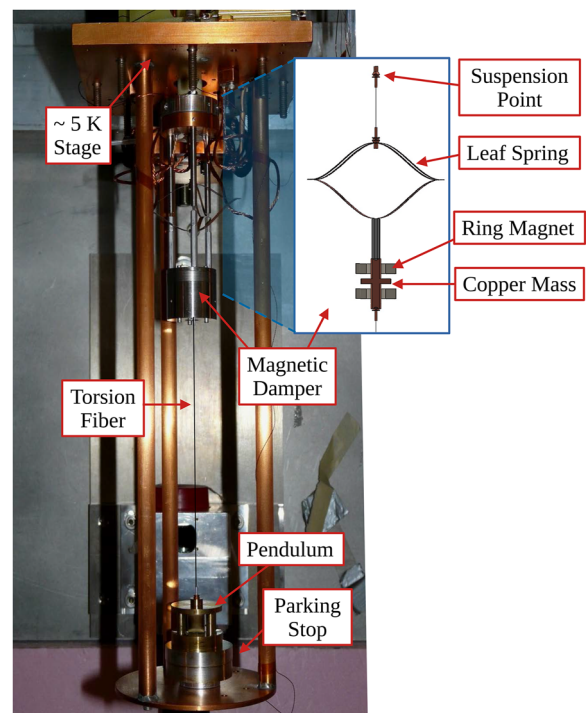 ~ 5 K
Stage
Suspension
Point
Leaf Spring
Ring Magnet
Copper Mass
Magnetic
Damper
Torsion
Fiber
Pendulum
Parking
Stop